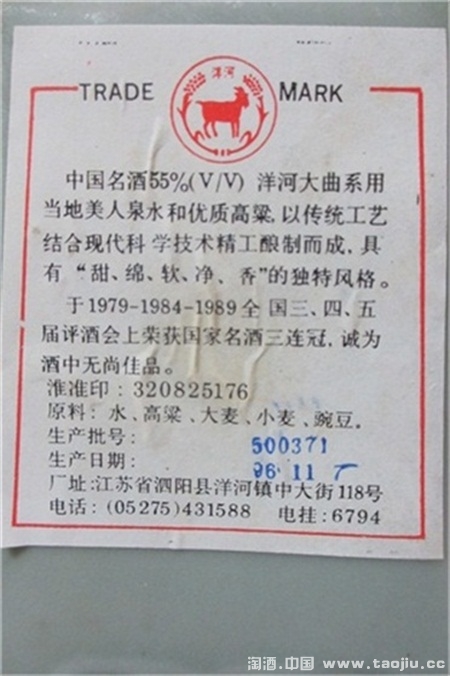 洋河
TRADE MARK
中国名酒55%(V/V) 洋河大曲系用
当地美人泉水和优质高粱,以传统工艺
结合现代科学技术精工酿制而成,具
有“甜、绵、软、净、香”的独特风格。
于1979-1984-1989全国三、四、五
届评酒会上荣获国家名酒三连冠,诚为
酒中无尚佳品。
淮准印:320825176
原料:水、高粱、大麦、小麦、豌豆.
生产批号: 500371
生产日期: 96.11
厂址:江苏省泗阳县洋河镇中大街118号
电话:(05275)431588 电挂:6794
淘酒.中国 www.taojiu.cc